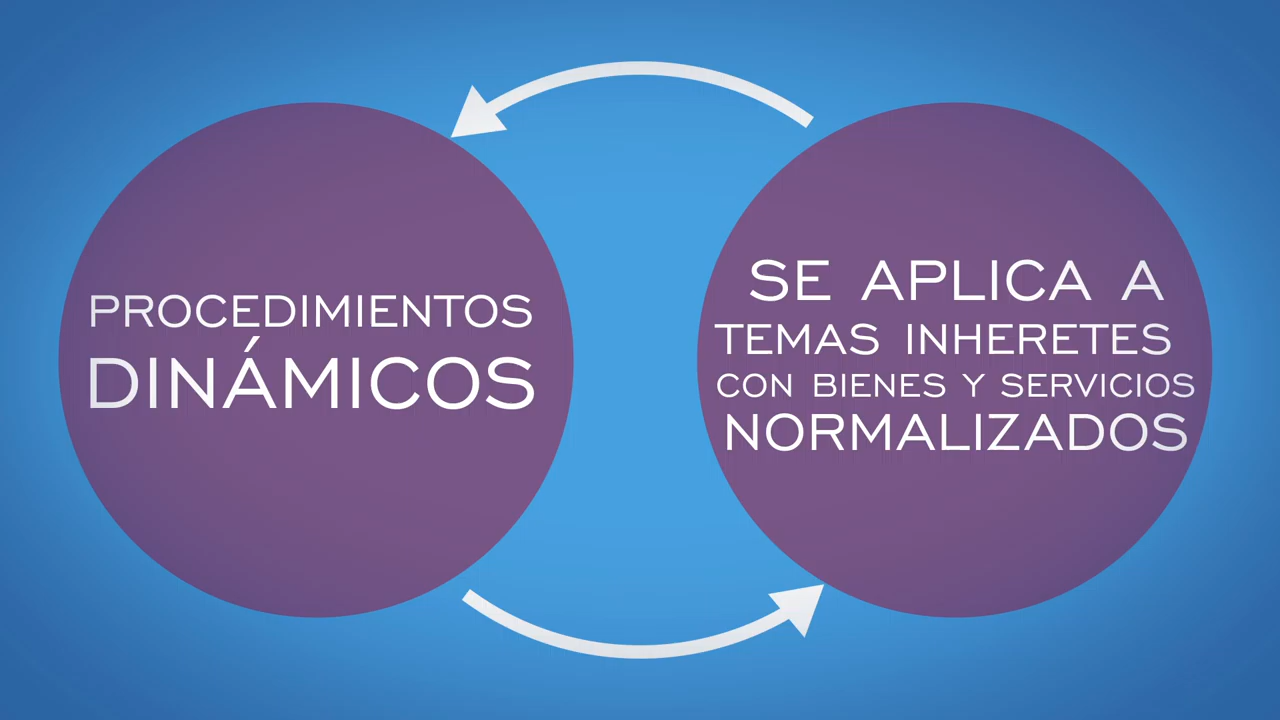 PROCEDIMIENTOS
DINÁMICOS
SE APLICA A
TEMAS INHERETES
CON BIENES Y SERVICIOS
NORMALIZADOS